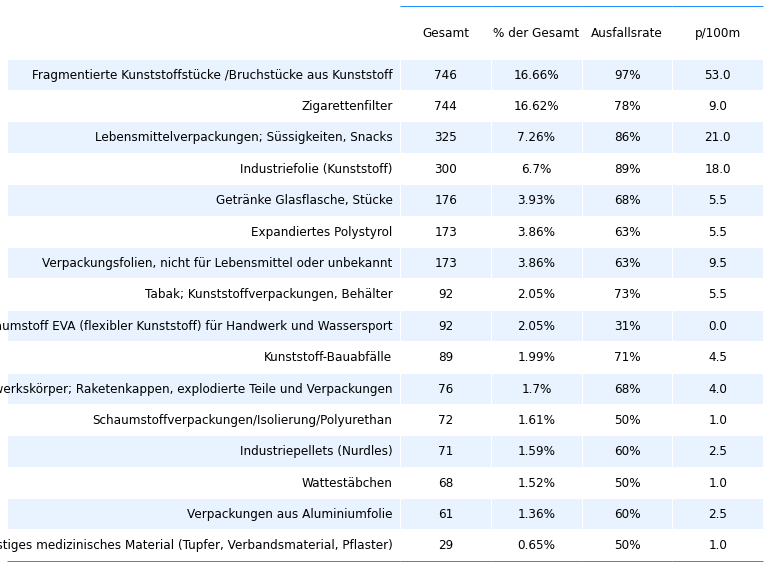 Gesamt % der Gesamt Ausfallsrate p/100m
Fragmentierte Kunststoffstücke /Bruchstücke aus Kunststoff 746 16.66% 97% 53.0
Zigarettenfilter 744 16.62% 78% 9.0
Lebensmittelverpackungen; Süssigkeiten, Snacks 325 7.26% 86% 21.0
Industriefolie (Kunststoff) 300 6.7% 89% 18.0
Getränke Glasflasche, Stücke 176 3.93% 68% 5.5
Expandiertes Polystyrol 173 3.86% 63% 5.5
Verpackungsfolien, nicht für Lebensmittel oder unbekannt 173 3.86% 63% 9.5
Tabak; Kunststoffverpackungen, Behälter 92 2.05% 73% 5.5
umstoff EVA (flexibler Kunststoff) für Handwerk und Wassersport 92 2.05% 31% 0.0
Kunststoff-Bauabfälle 89 1.99% 71% 4.5
werkskörper; Raketenkappen, explodierte Teile und Verpackungen 76 1.7% 68% 4.0
Schaumstoffverpackungen/Isolierung/Polyurethan 72 1.61% 50% 1.0
Industriepellets (Nurdles) 71 1.59% 60% 2.5
Wattestäbchen 68 1.52% 50% 1.0
Verpackungen aus Aluminiumfolie 61 1.36% 60% 2.5
stiges medizinisches Material (Tupfer, Verbandsmaterial, Pflaster) 29 0.65% 50% 1.0